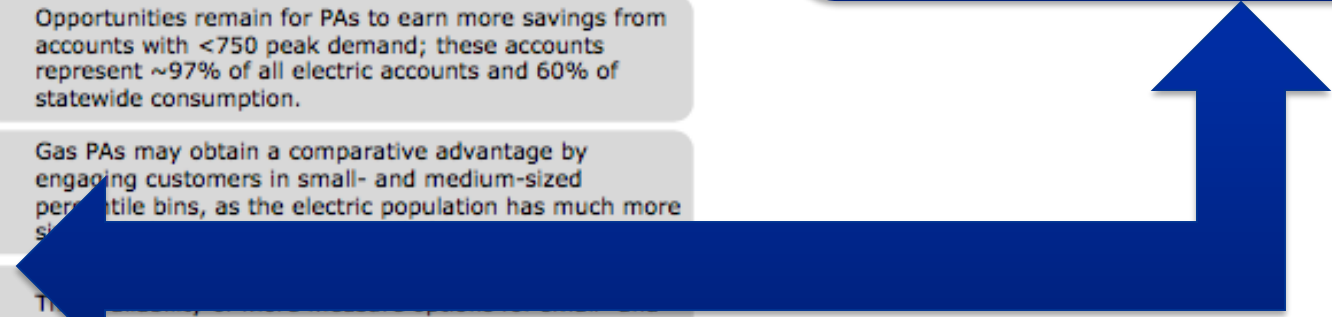 Opportunities remain for PAs to earn more savings from
accounts with <750 peak demand; these accounts
represent ~97% of all electric accounts and 60% of
statewide consumption.
Gas PAs may obtain a comparative advantage by
engaging customers in small- and medium-sized
percentile bins, as the electric population has much more